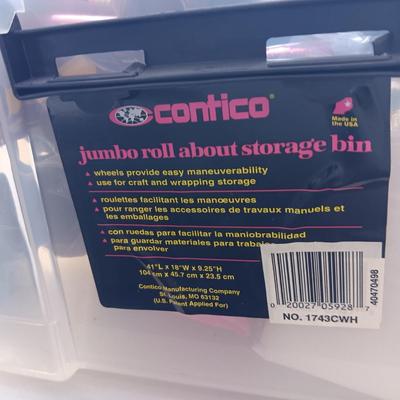 contico®
Made in
the USA
jumbo roll about storage bin
wheels provide easy maneuverability
use for craft and wrapping storage
roulettes facilitant les manœuvres
pour ranger les accessoires de travaux manuels et
les emballages
con ruedas para facilitar la maniobrabilidad
para guardar materiales para trabajos
para envolver
41"L x 18"W x 9.25"H
104 cm x 45.7 cm x 23.5 cm
Contico Manufacturing Company
St. Louis, MO 63132
(U.S. Patent Applied For)
40470498
0 20027 05928 7
NO. 1743CWH